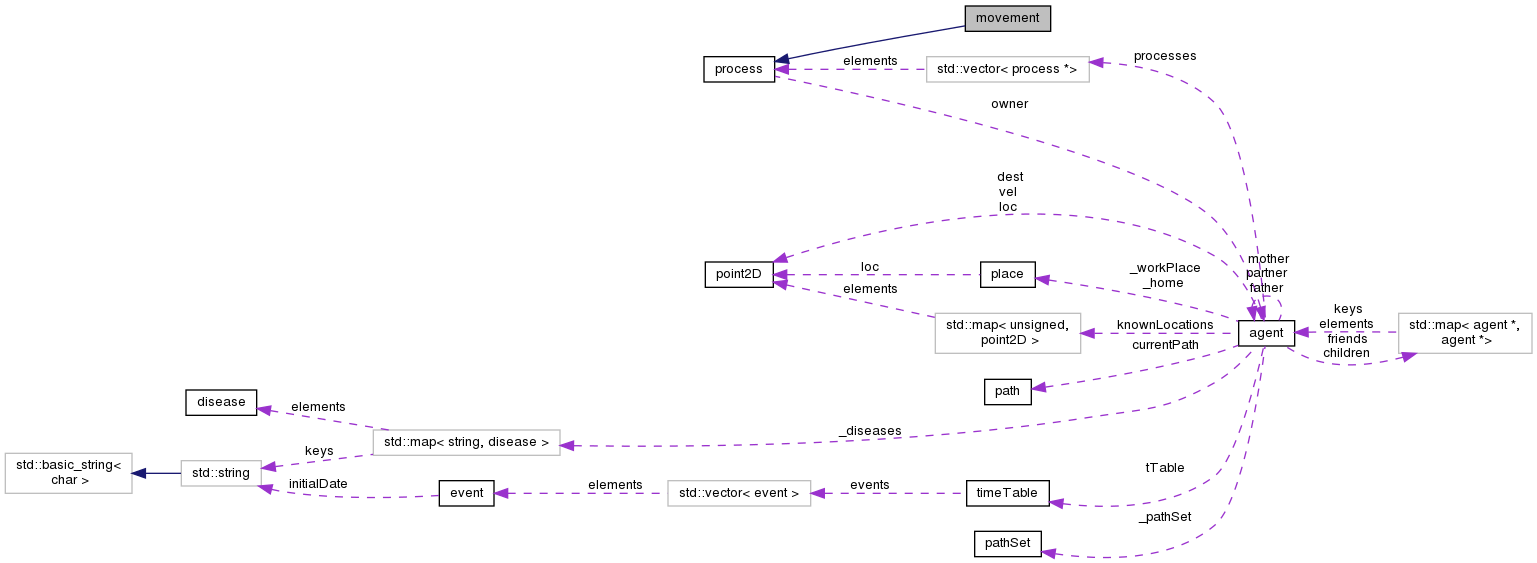 movement
processes
elements
process
std::vector< process *>
owner
dest
vel
loc
mother
partner
father
_workPlace
_home
loc
point2D
place
elements
keys
elements
friends
children
knownLocations
std::map< unsigned,
point2D >
agent
std::map< agent *,
agent *>
currentPath
path
disease
elements
_diseases
std::map< string, disease >
keys
std::basic_string<
char >
std::string
tTable
initialDate
elements
events
event
std::vector< event >
timeTable
_pathSet
pathSet